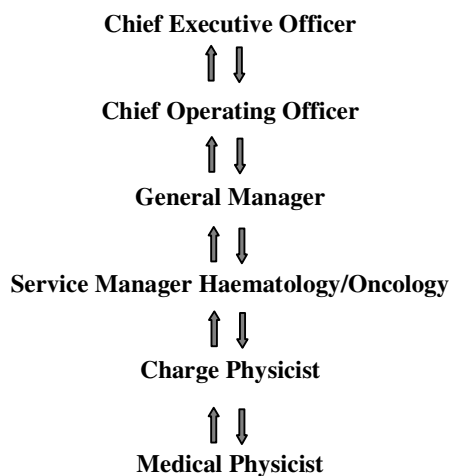 Chief Executive Officer
Chief Operating Officer
General Manager
Service Manager Haematology/Oncology
Charge Physicist
Medical Physicist